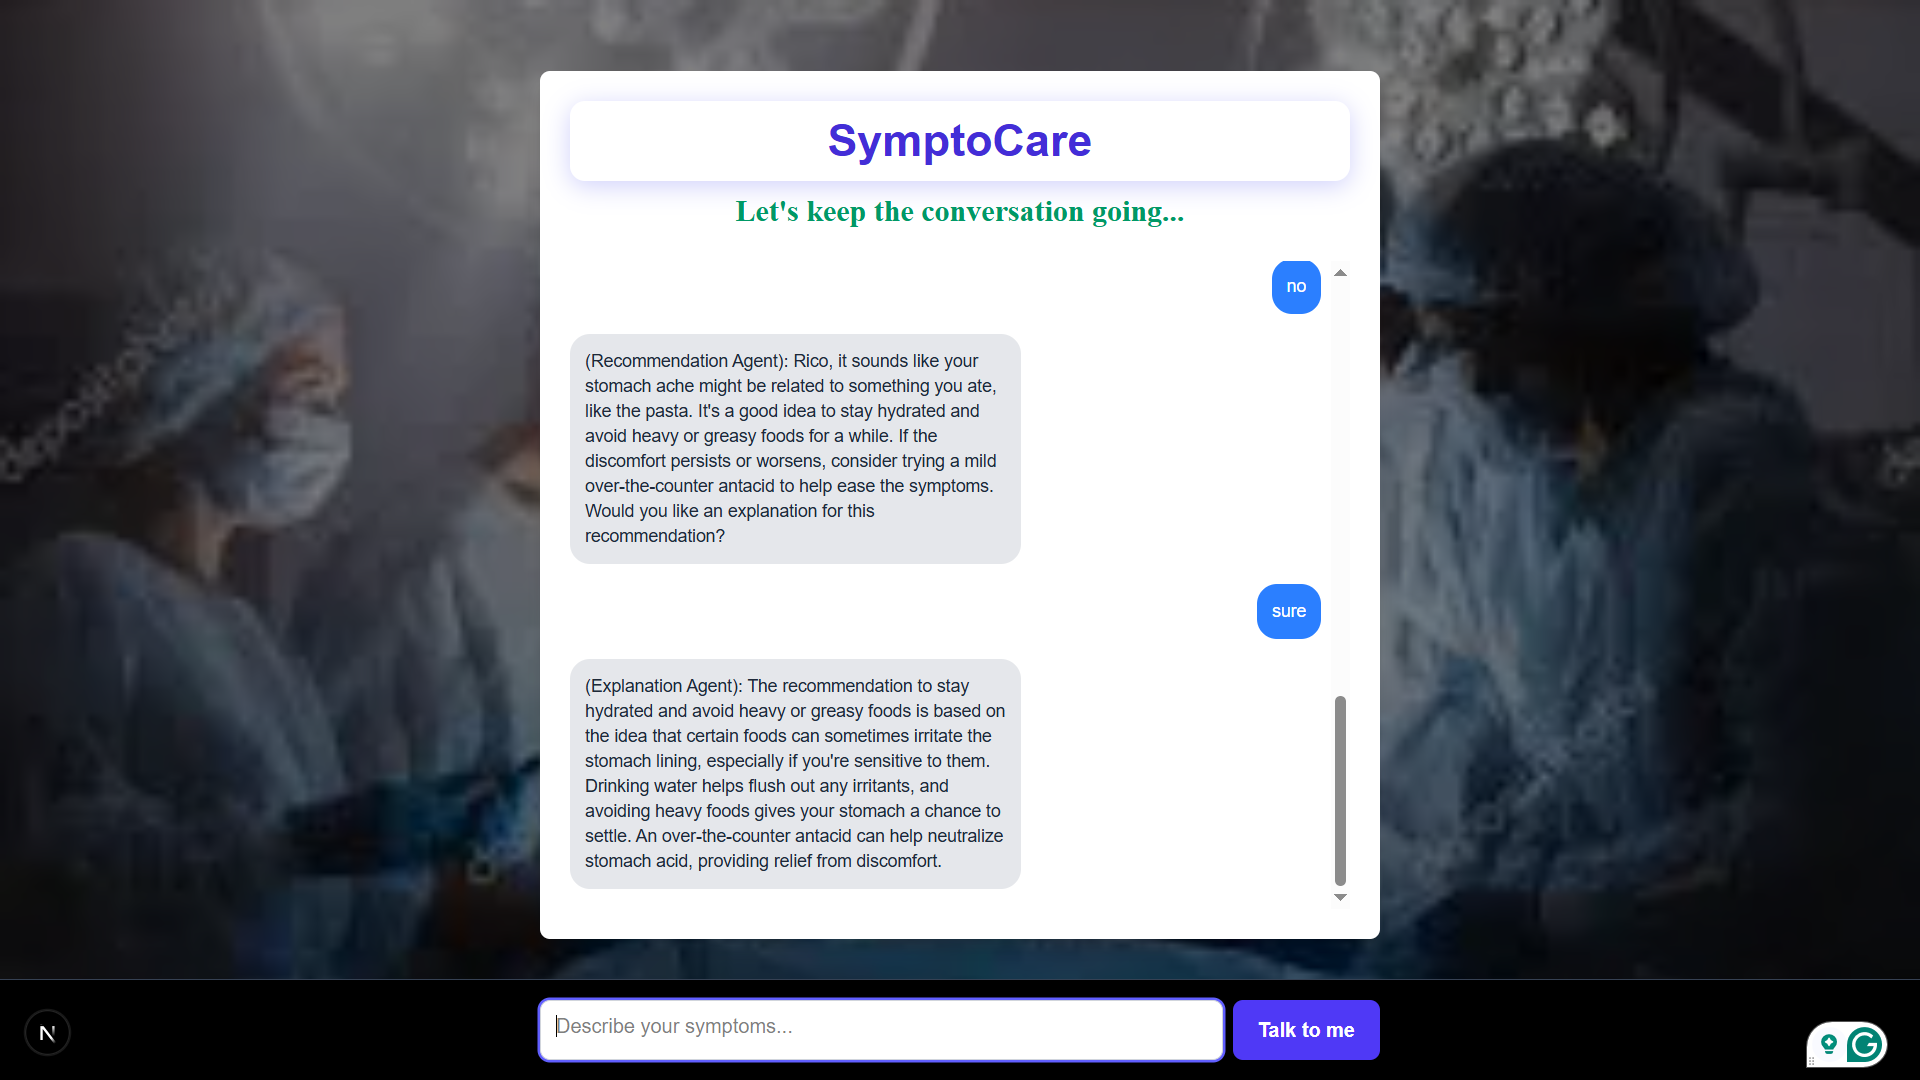 SymptoCare
Let's keep the conversation going...
no
(Recommendation Agent): Rico, it sounds like your
stomach ache might be related to something you ate,
like the pasta. It's a good idea to stay hydrated and
avoid heavy or greasy foods for a while. If the
discomfort persists or worsens, consider trying a mild
over-the-counter antacid to help ease the symptoms.
Would you like an explanation for this
recommendation?
sure
(Explanation Agent): The recommendation to stay
hydrated and avoid heavy or greasy foods is based on
the idea that certain foods can sometimes irritate the
stomach lining, especially if you're sensitive to them.
Drinking water helps flush out any irritants, and
avoiding heavy foods gives your stomach a chance to
settle. An over-the-counter antacid can help neutralize
stomach acid, providing relief from discomfort.
Describe your symptoms...
Talk to me
N
G